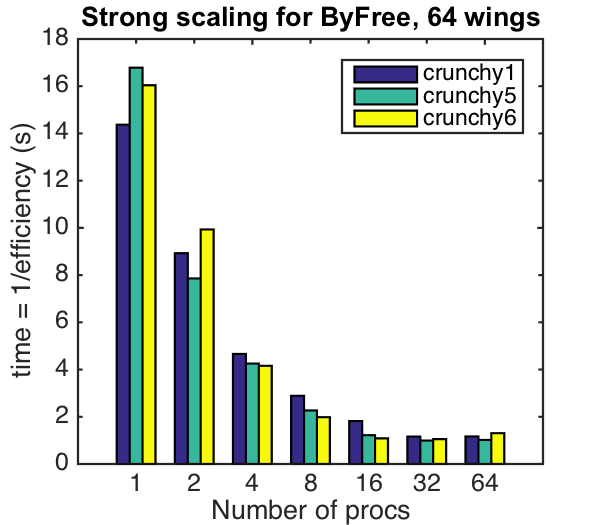 Strong scaling for ByFree, 64 wings
crunchy1
crunchy5
crunchy6
time = 1/efficiency (s)
18
16
14
12
10
8
6
4
2
0
1 2 4 8 16 32 64
Number of procs